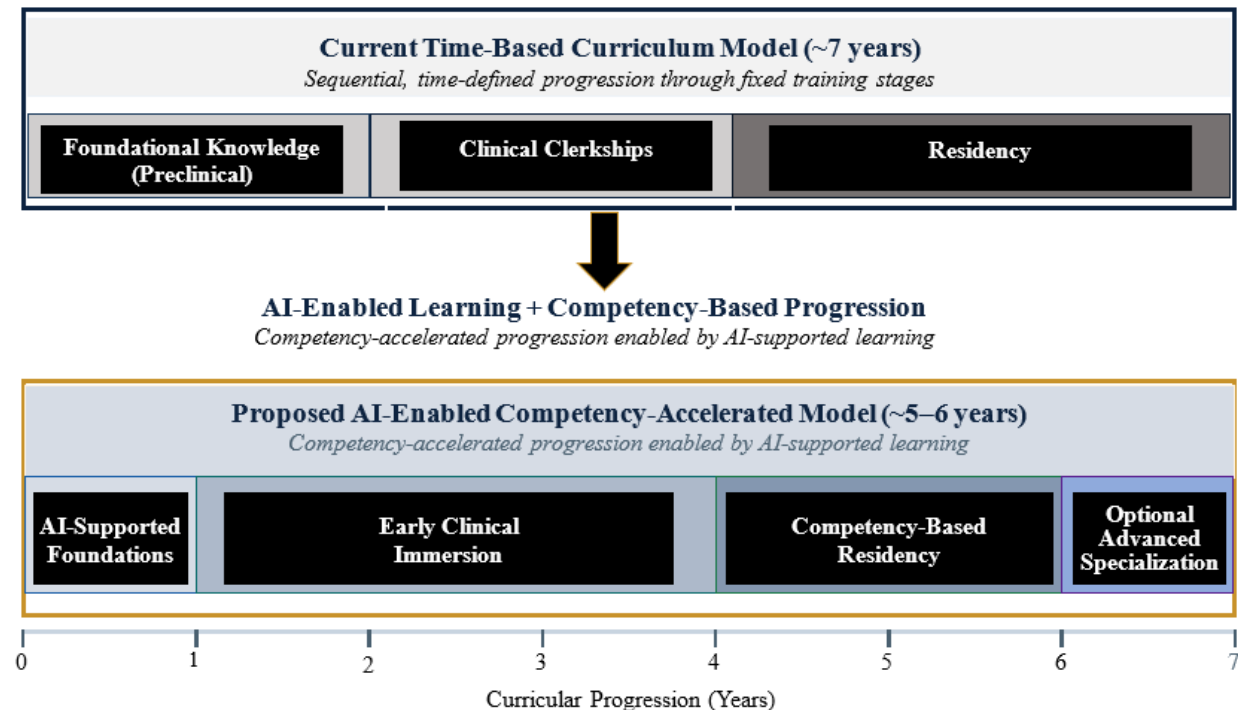 Current Time-Based Curriculum Model (~7 years)
Sequential, time-defined progression through fixed training stages
Foundational Knowledge
(Preclinical)
Clinical Clerkships
Residency
AI-Enabled Learning + Competency-Based Progression
Competency-accelerated progression enabled by AI-supported learning
Proposed AI-Enabled Competency-Accelerated Model (~5–6 years)
Competency-accelerated progression enabled by AI-supported learning
AI-Supported
Foundations
Early Clinical
Immersion
Competency-Based
Residency
Optional
Advanced
Specialization
0 1 2 3 4 5 6 7
Curricular Progression (Years)